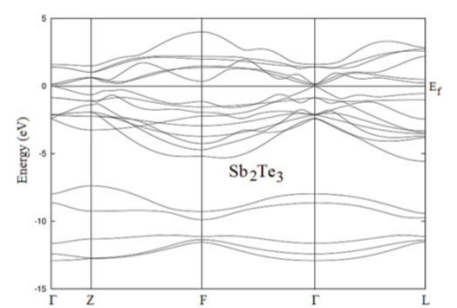 5
0
-5
-10
-15
Energy (eV)
E_f
Sb₂Te₃
Γ Z F Γ L